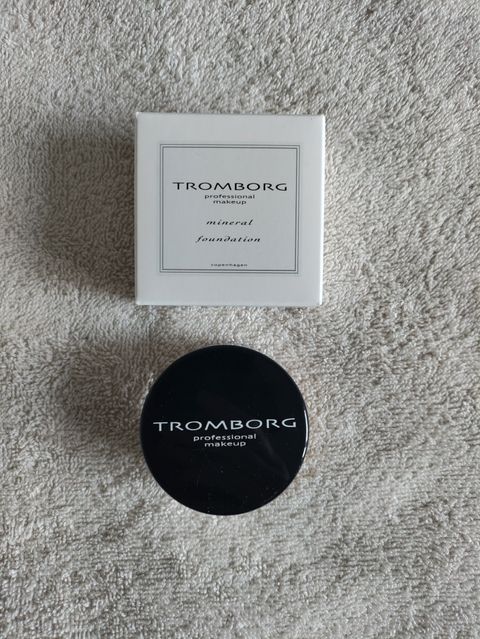 TROMBORG
professional
makeup
mineral
foundation
copenhagen
TROMBORG
professional
makeup